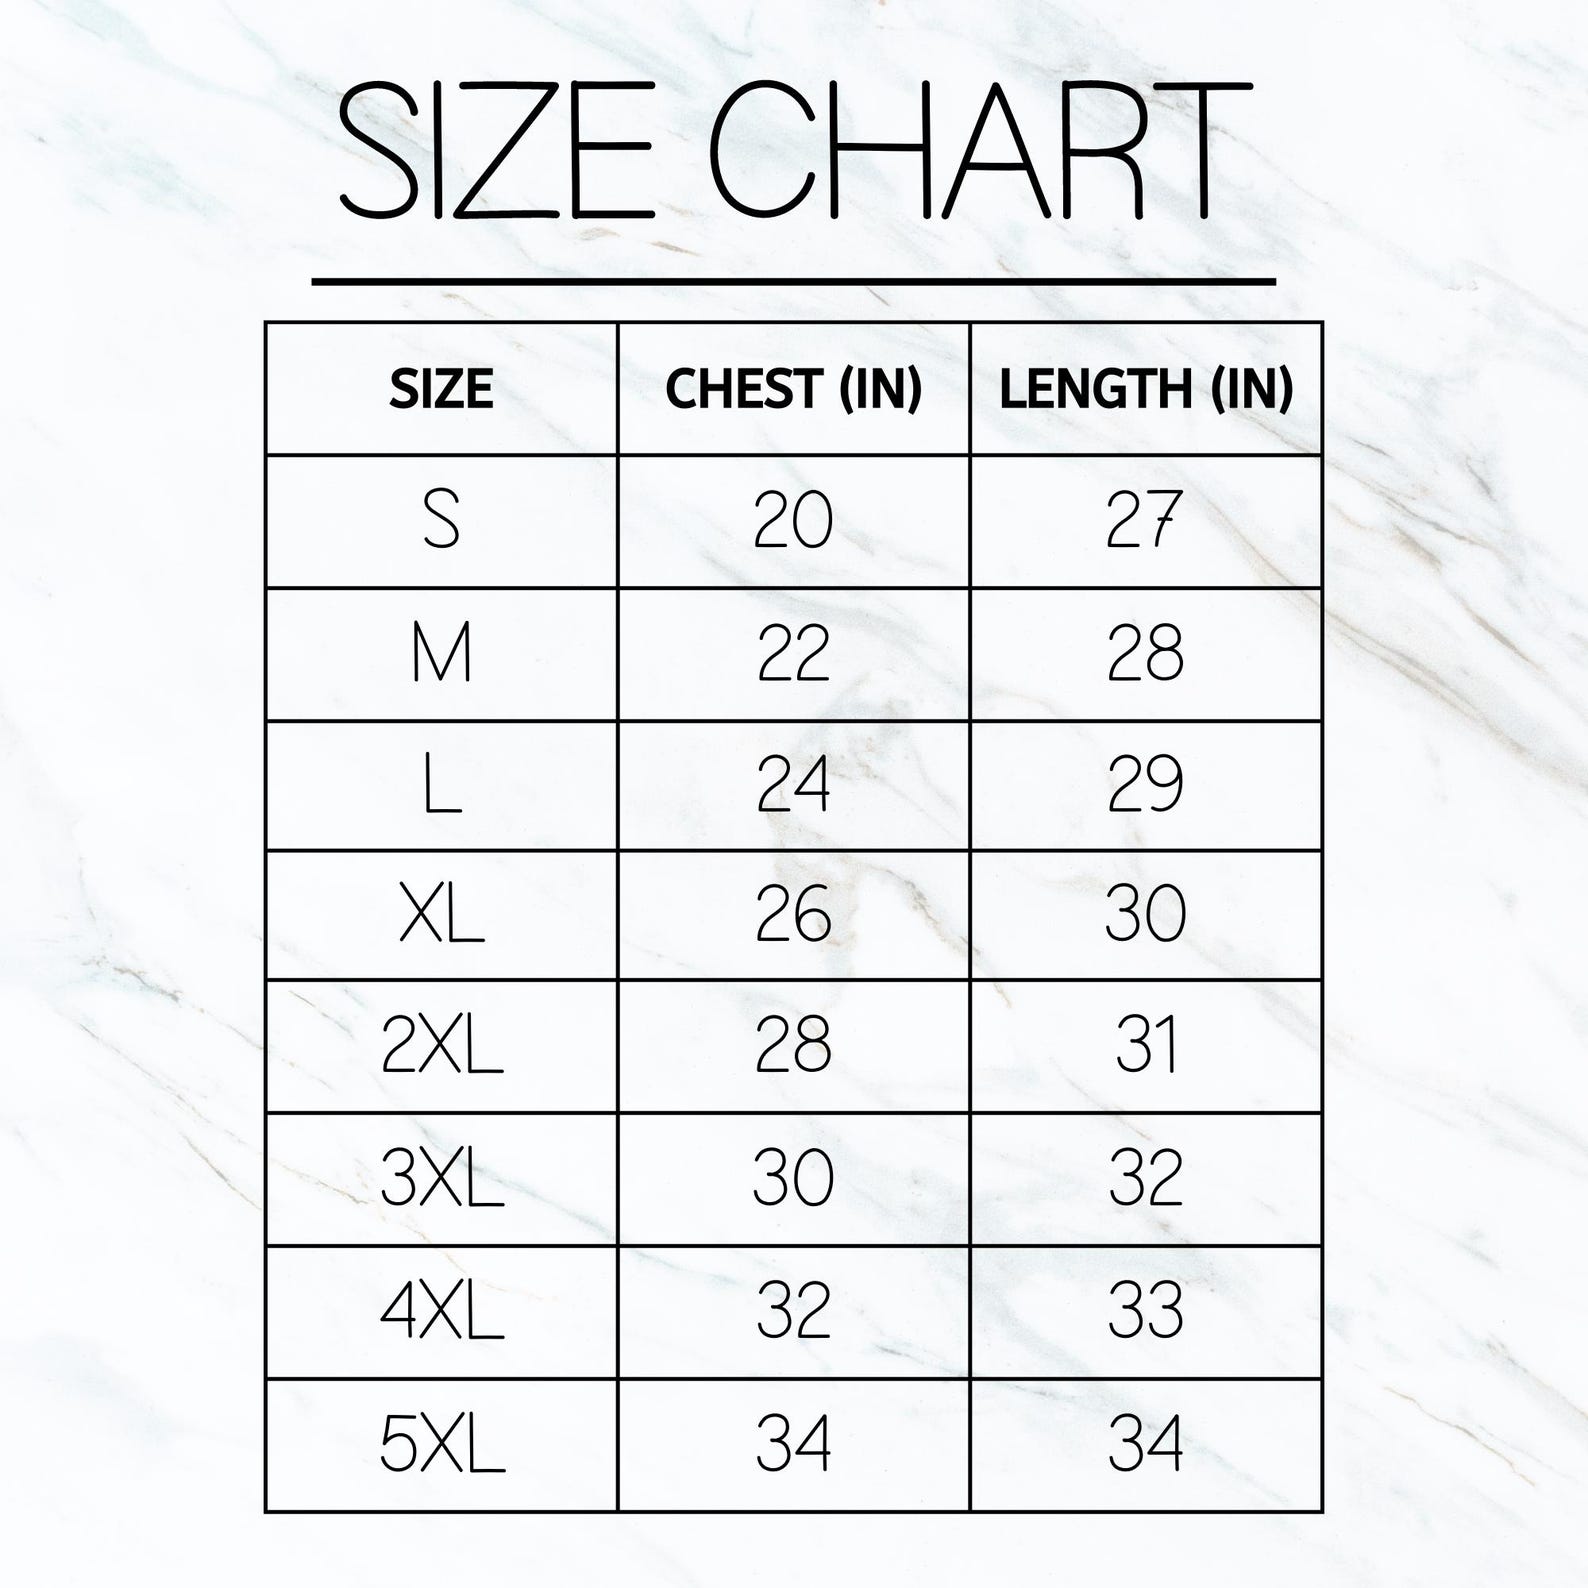 SIZE CHART
SIZE CHEST (IN) LENGTH (IN)
S 20 27
M 22 28
L 24 29
XL 26 30
2XL 28 31
3XL 30 32
4XL 32 33
5XL 34 34